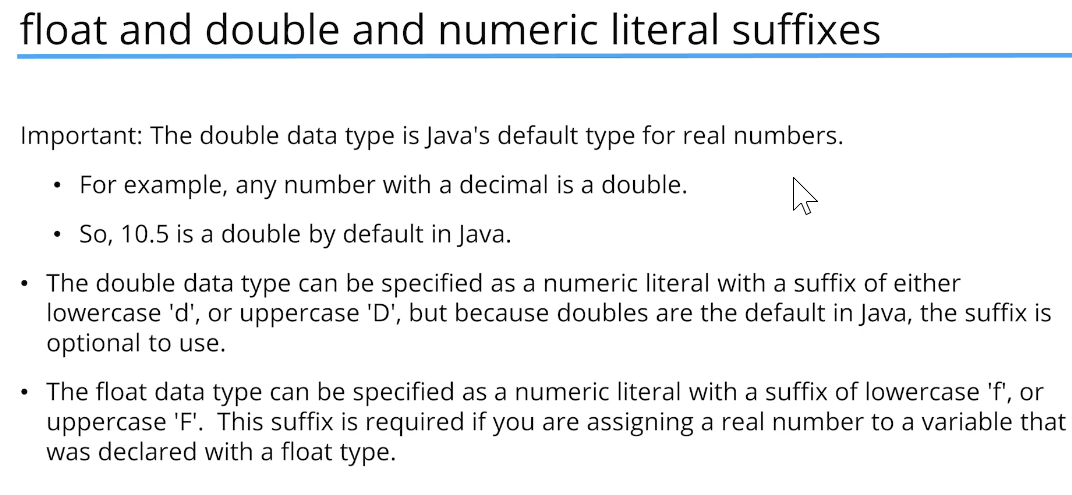 float and double and numeric literal suffixes
Important: The double data type is Java's default type for real numbers.
• For example, any number with a decimal is a double.
• So, 10.5 is a double by default in Java.
• The double data type can be specified as a numeric literal with a suffix of either
lowercase 'd', or uppercase 'D', but because doubles are the default in Java, the suffix is
optional to use.
• The float data type can be specified as a numeric literal with a suffix of lowercase 'f', or
uppercase 'F'.  This suffix is required if you are assigning a real number to a variable that
was declared with a float type.